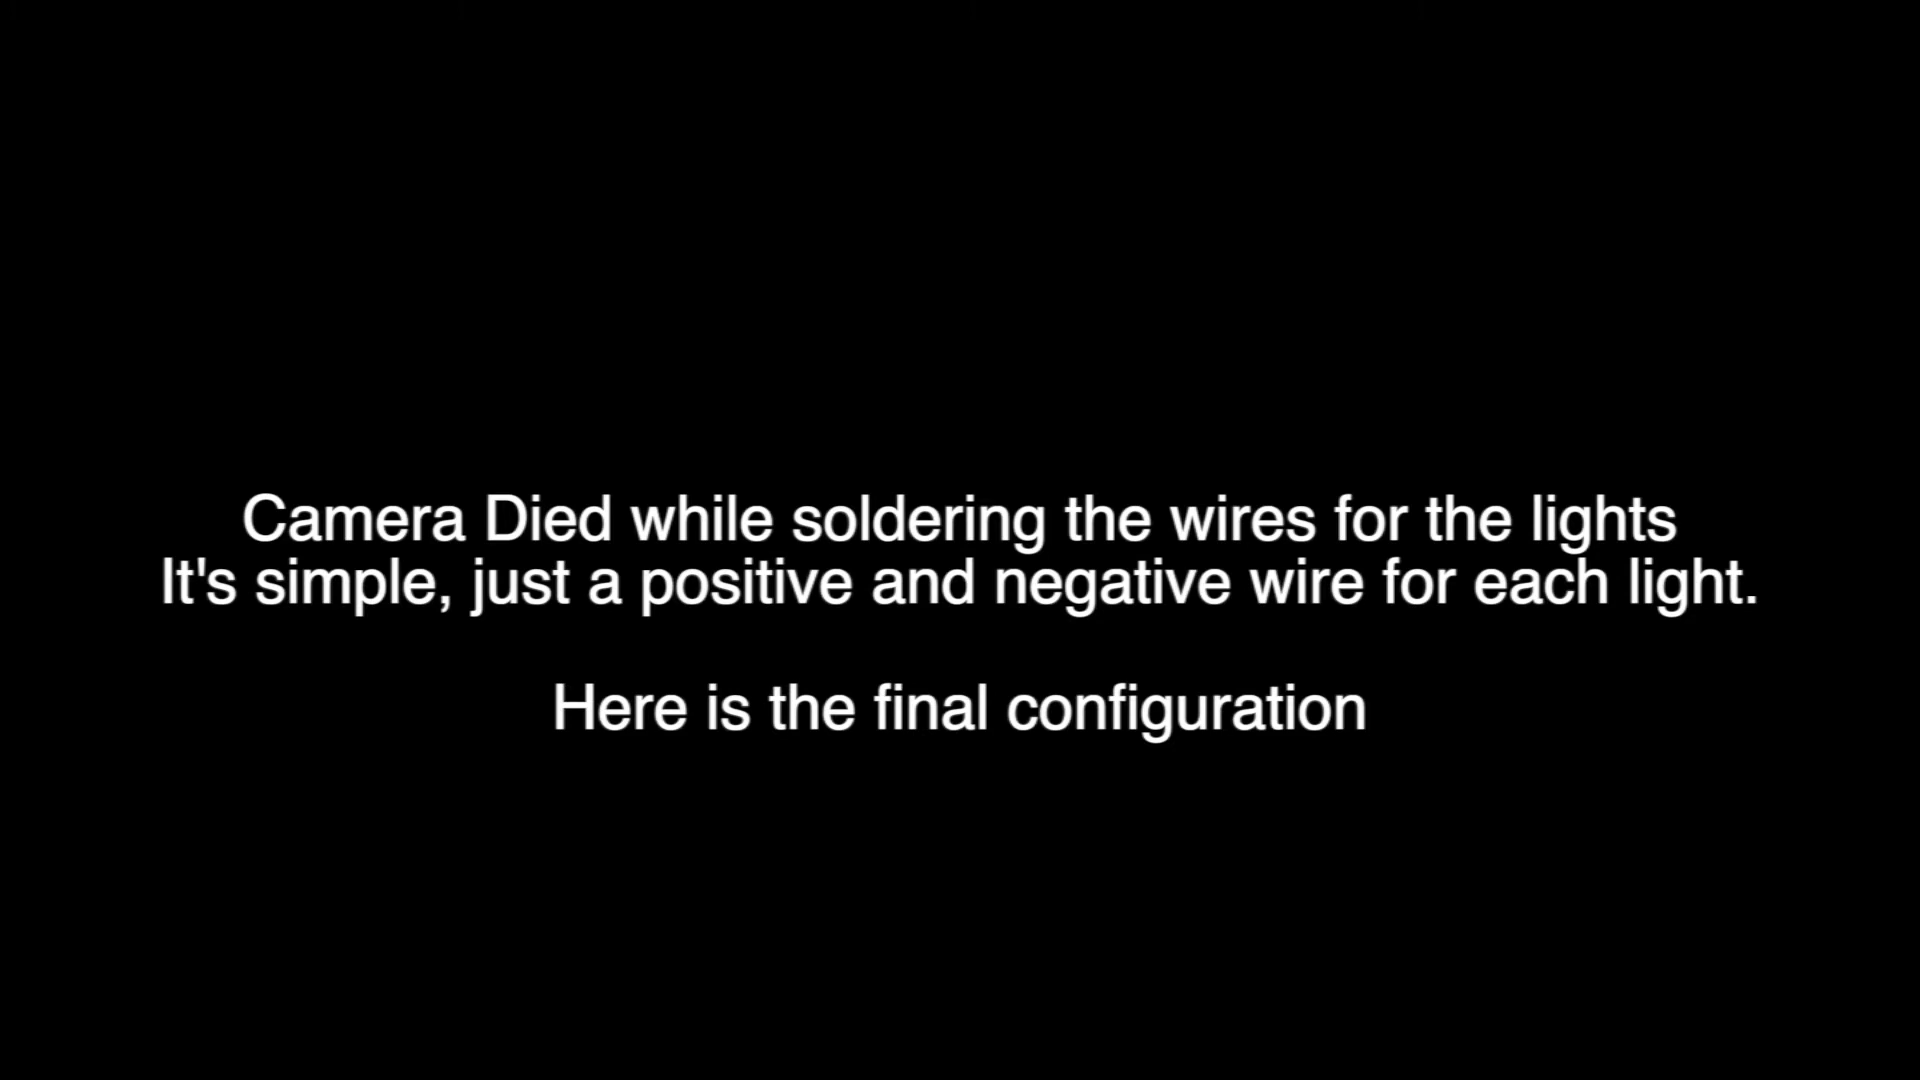 Camera Died while soldering the wires for the lights
It's simple, just a positive and negative wire for each light.
Here is the final configuration